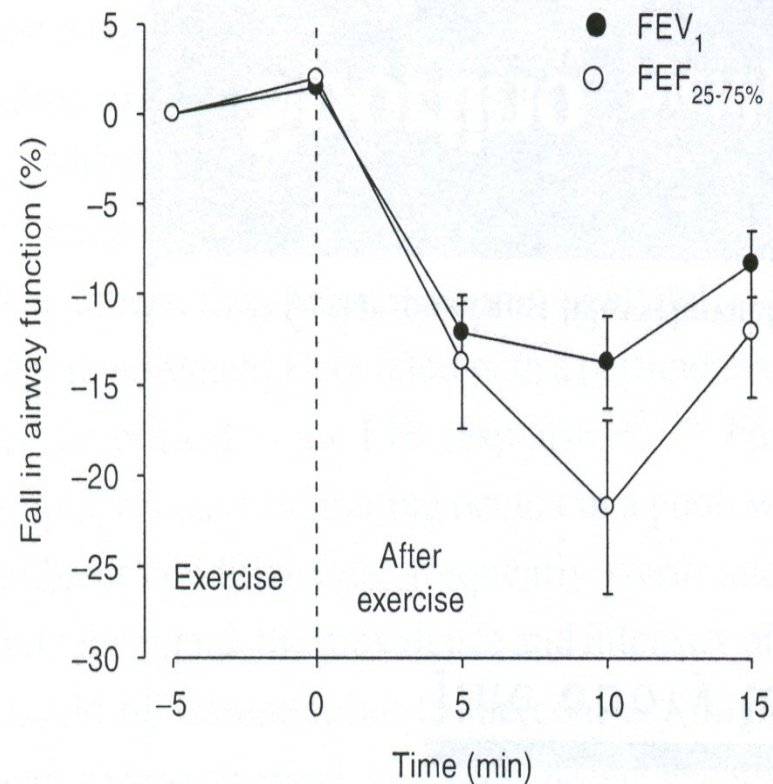 FEV1
FEF25-75%
5
0
−5
−10
−15
−20
−25
−30
Fall in airway function (%)
Exercise
After
exercise
−5
0
5
10
15
Time (min)